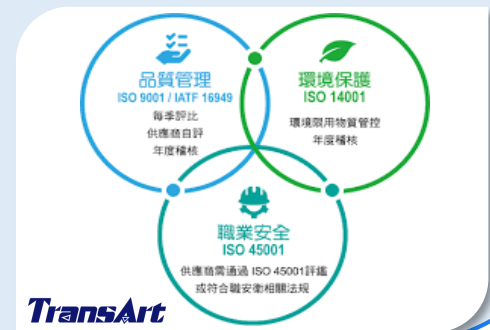 品質管理
ISO 9001 / IATF 16949
每季評比
供應商自評
年度稽核
環境保護
ISO 14001
環境限用物質管控
年度稽核
職業安全
ISO 45001
供應商需通過 ISO 45001評鑑
或符合職安衛相關法規
TransArt